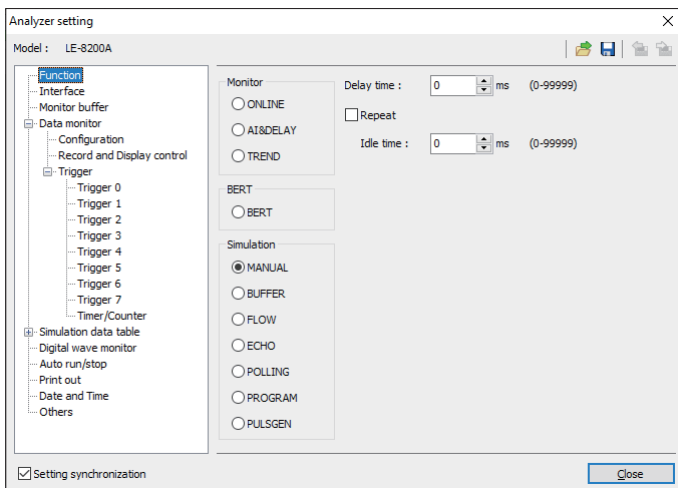 Analyzer setting
Model :   LE-8200A
Function
Interface
Monitor buffer
Data monitor
Configuration
Record and Display control
Trigger
Trigger 0
Trigger 1
Trigger 2
Trigger 3
Trigger 4
Trigger 5
Trigger 6
Trigger 7
Timer/Counter
Simulation data table
Digital wave monitor
Auto run/stop
Print out
Date and Time
Others
Monitor
ONLINE
AI&DELAY
TREND
BERT
BERT
Simulation
MANUAL
BUFFER
FLOW
ECHO
POLLING
PROGRAM
PULSGEN
Delay time : 0 ms (0-99999)
Repeat
Idle time : 0 ms (0-99999)
Setting synchronization
Close